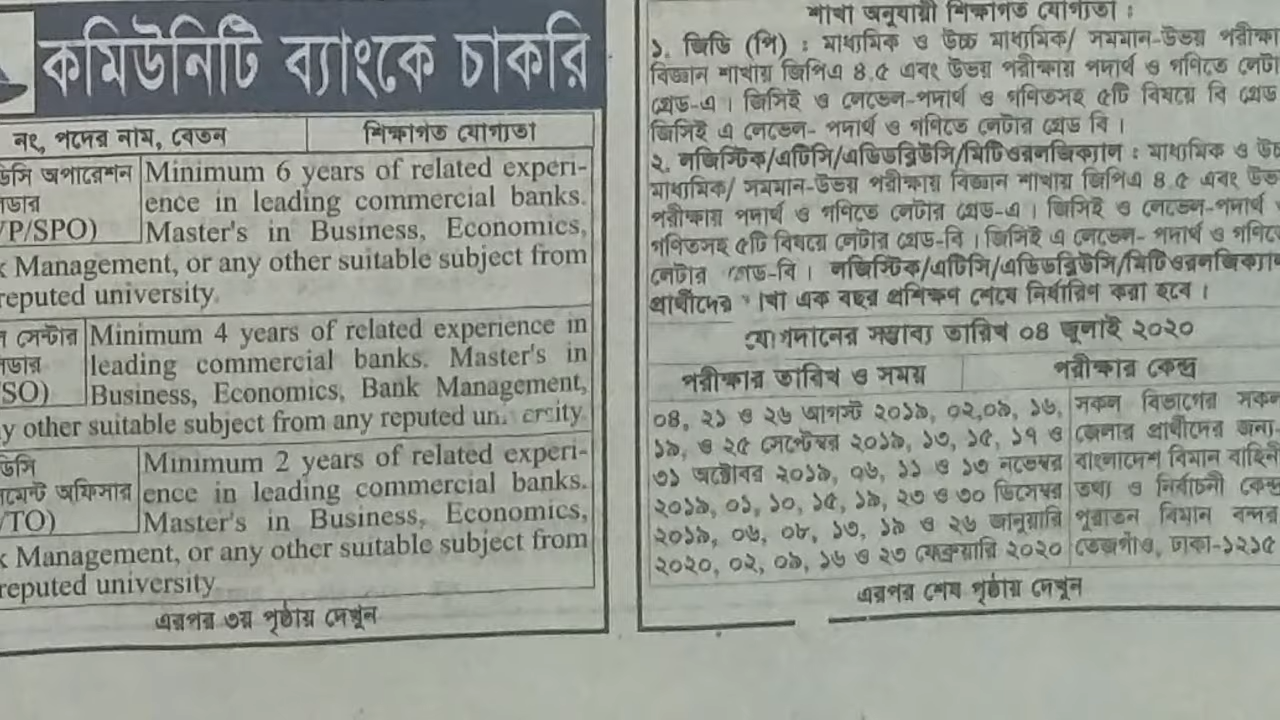 কমিউনিটি ব্যাংকে চাকরি
নং, পদের নাম, বেতন
শিক্ষাগত যোগ্যতা
ডিসি অপারেশন
Minimum 6 years of related experi-
ence in leading commercial banks.
/P/SPO)
Master's in Business, Economics,
Management, or any other suitable subject from
reputed university.
সেন্টার
Minimum 4 years of related experience in
leading commercial banks. Master's in
SO)
Business, Economics, Bank Management,
y other suitable subject from any reputed
ডিসি
Minimum 2 years of related experi-
মেন্ট অফিসার
ence in leading commercial banks.
/TO)
Master's in Business, Economics,
Management, or any other suitable subject from
reputed university
এরপর ৩য় পৃষ্ঠায় দেখুন
শাখা অনুযায়ী শিক্ষাগত যোগ্যতা :
১. জিডি (পি) : মাধ্যমিক ও উচ্চ মাধ্যমিক/ সমমান-উভয় পরীক্ষা
বিজ্ঞান শাখায় জিপিএ ৪.৫ এবং উভয় পরীক্ষায় পদার্থ ও গণিতে লেটা
গ্রেড-এ। জিসিই ও লেভেল-পদার্থ ও গণিতসহ ৫টি বিষয়ে বি গ্রেড
জিসিই এ লেভেল- পদার্থ ও গণিতে লেটার গ্রেড বি।
২. লজিস্টিক/এটিসি/এডিডব্লিউসি/মিটিওরলজিক্যাল : মাধ্যমিক ও উচ্চ
মাধ্যমিক/ সমমান-উভয় পরীক্ষায় বিজ্ঞান শাখায় জিপিএ ৪.৫ এবং উভয়
পরীক্ষায় পদার্থ ও গণিতে লেটার গ্রেড-এ। জিসিই ও লেভেল-পদার্থ
গণিতসহ ৫টি বিষয়ে লেটার গ্রেড-বি। জিসিই এ লেভেল- পদার্থ ও গণিতে
লেটার গ্রেড-বি। লজিস্টিক/এটিসি/এডিডব্লিউসি/মিটিওরলজিক্যাল
প্রার্থীদের শাখা এক বছর প্রশিক্ষণ শেষে নির্ধারণ করা হবে।
যোগদানের সম্ভাব্য তারিখ ০৪ জুলাই ২০২০
পরীক্ষার তারিখ ও সময়
পরীক্ষার কেন্দ্র
০৪, ২১ ও ২৬ আগস্ট ২০১৯, ০২,০৯, ১৬,
সকল বিভাগের সকল
১৯, ও ২৫ সেপ্টেম্বর ২০১৯, ১৩, ১৫, ১৭ ও
জেলার প্রার্থীদের জন্য-
৩১ অক্টোবর ২০১৯, ০৬, ১১ ও ১৩ নভেম্বর
বাংলাদেশ বিমান বাহিনী
২০১৯, ০১, ১০, ১৫, ১৯, ২৩ ও ৩০ ডিসেম্বর
তথ্য ও নির্বাচনী কেন্দ্র
২০১৯, ০৬, ০৮, ১৩, ১৯ ও ২৬ জানুয়ারি
পুরাতন বিমান বন্দর
২০২০, ০২, ০৯, ১৬ ও ২৩ ফেব্রুয়ারি ২০২০
তেজগাঁও, ঢাকা-১২১৫
এরপর শেষ পৃষ্ঠায় দেখুন